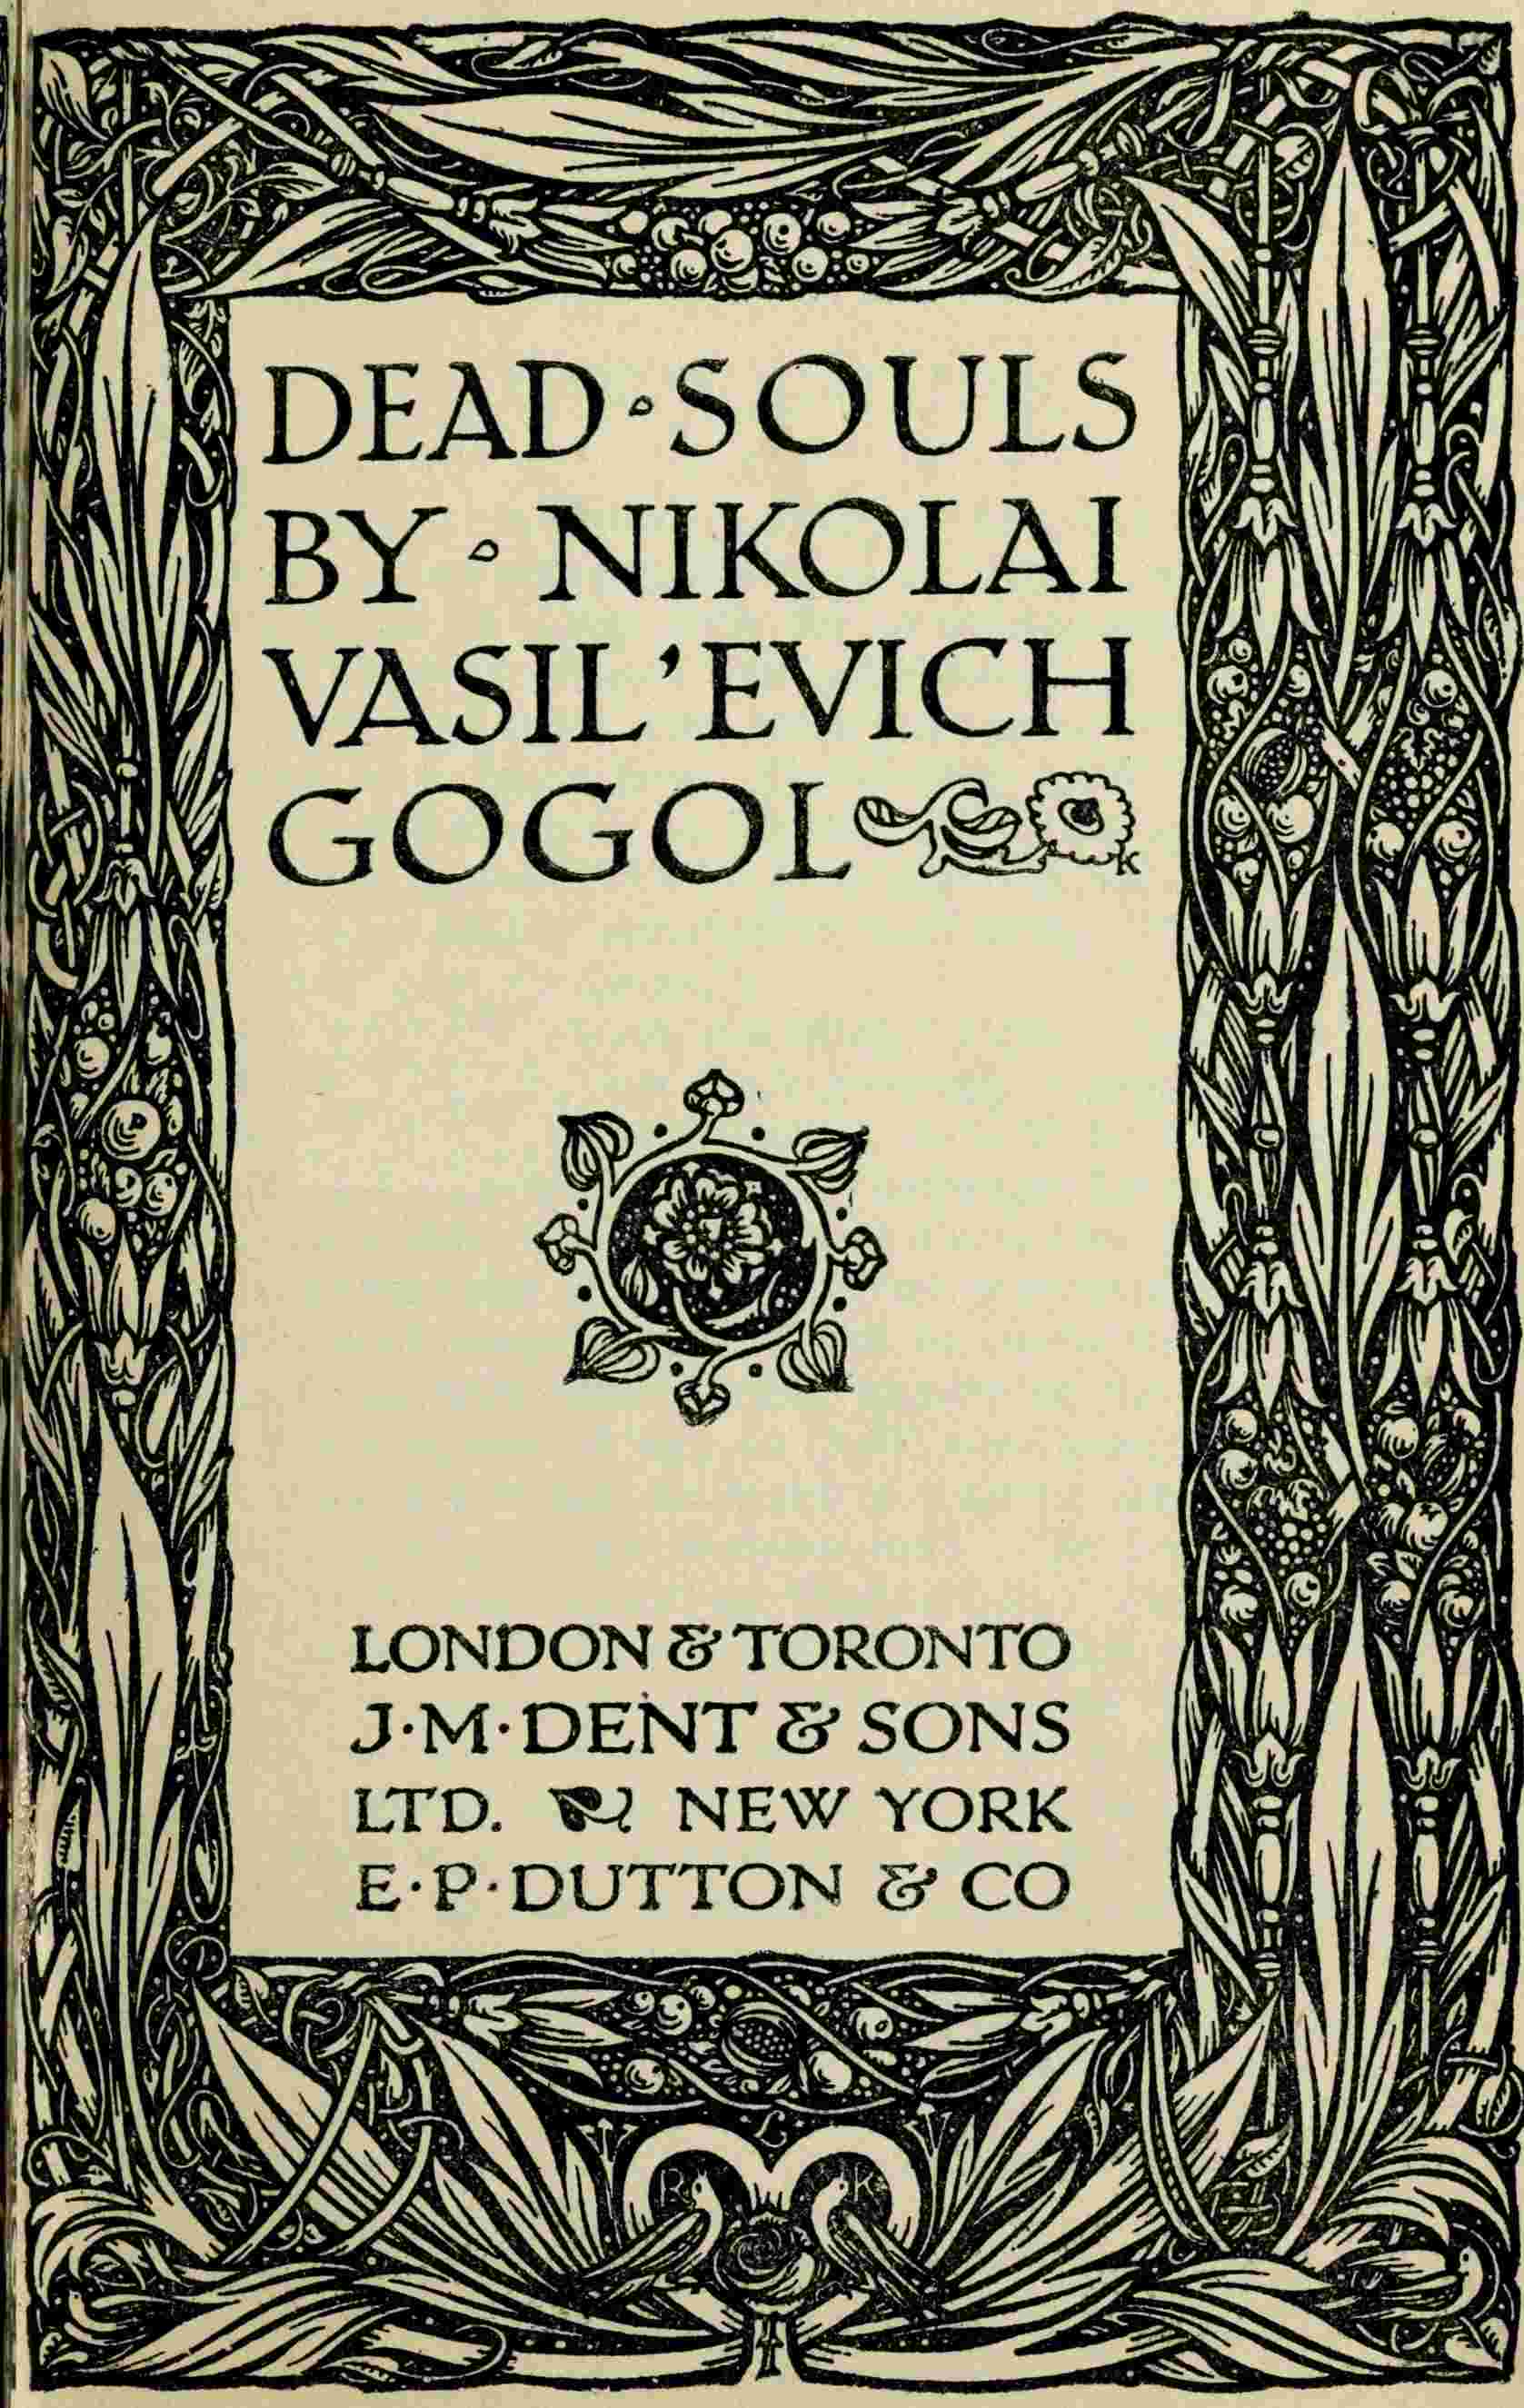 DEAD · SOULS
BY · NIKOLAI
VASIL'EVICH
GOGOL
LONDON & TORONTO
J·M·DENT & SONS
LTD. NEW YORK
E·P·DUTTON & CO
R L K